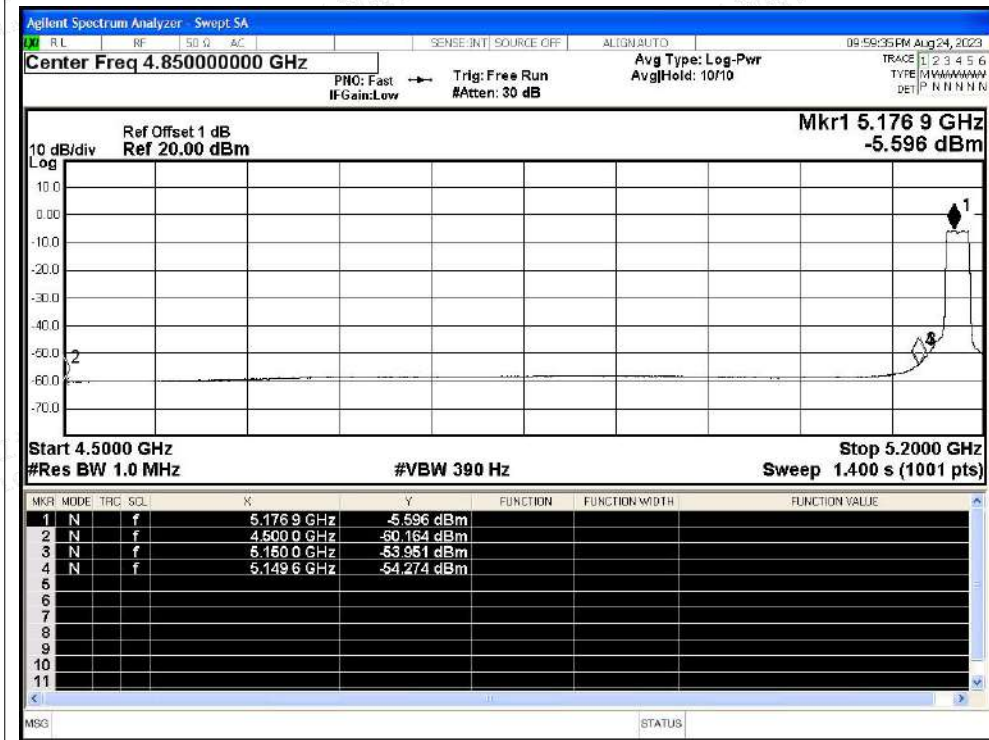 Agilent Spectrum Analyzer - Swept SA
LXI RL RF 50 Ω AC SENSE:INT SOURCE OFF ALIGN AUTO 09:59:35 PM Aug 24, 2023
Center Freq 4.850000000 GHz
PNO: Fast
IFGain:Low
Trig: Free Run
#Atten: 30 dB
Avg Type: Log-Pwr
Avg|Hold: 10/10
TRACE 1 2 3 4 5 6
TYPE M WWWWW
DET P N N N N N
Ref Offset 1 dB
10 dB/div Ref 20.00 dBm
Log
Mkr1 5.176 9 GHz
-5.596 dBm
10.0
0.00
-10.0
-20.0
-30.0
-40.0
-50.0
-60.0
-70.0
1
2
Start 4.5000 GHz Stop 5.2000 GHz
#Res BW 1.0 MHz #VBW 390 Hz Sweep 1.400 s (1001 pts)
MKR MODE TRC SCL X Y FUNCTION FUNCTION WIDTH FUNCTION VALUE
1 N f 5.176 9 GHz -5.596 dBm
2 N f 4.500 0 GHz -60.164 dBm
3 N f 5.150 0 GHz -53.951 dBm
4 N f 5.149 6 GHz -54.274 dBm
5
6
7
8
9
10
11
MSG STATUS